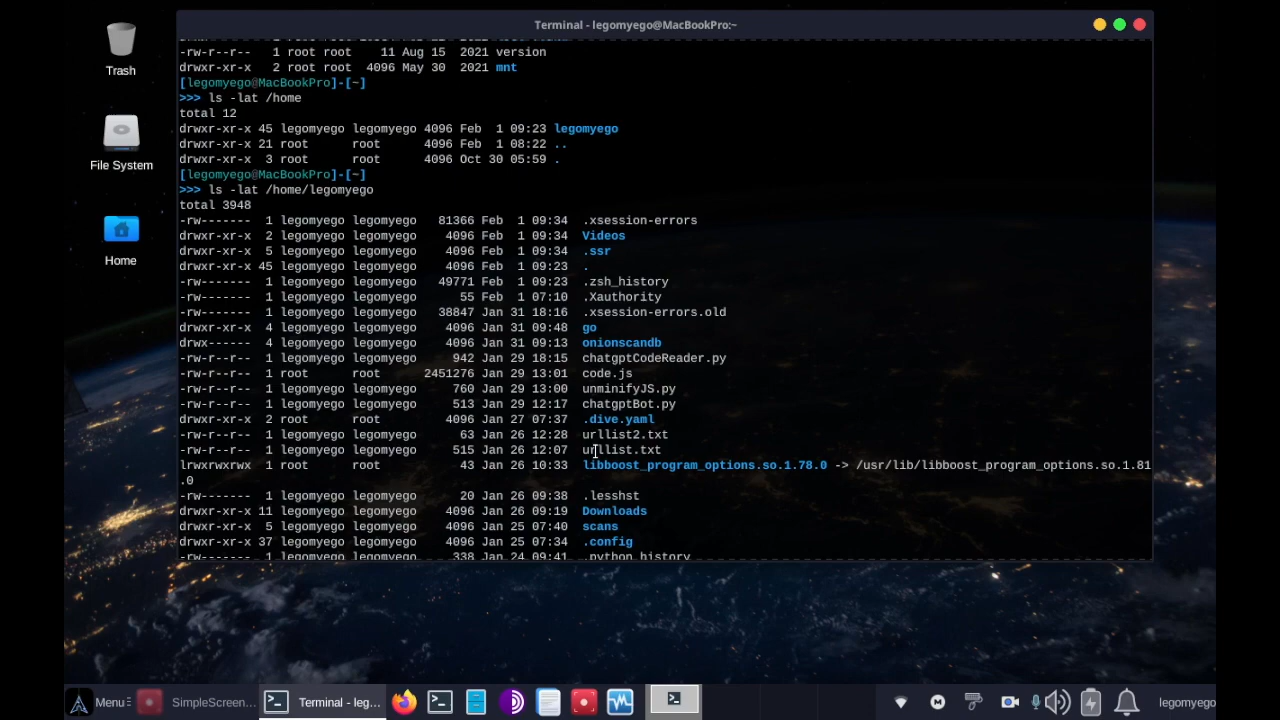 Terminal - legomyego@MacBookPro:~
Trash
File System
Home
-rw-r--r-- 1 root root 11 Aug 15 2021 version
drwxr-xr-x 2 root root 4096 May 30 2021 mnt
[legomyego@MacBookPro]-[~]
>>> ls -lat /home
total 12
drwxr-xr-x 45 legomyego legomyego 4096 Feb 1 09:23 legomyego
drwxr-xr-x 21 root root 4096 Feb 1 08:22 ..
drwxr-xr-x 3 root root 4096 Oct 30 05:59 .
[legomyego@MacBookPro]-[~]
>>> ls -lat /home/legomyego
total 3948
-rw------- 1 legomyego legomyego 81366 Feb 1 09:34 .xsession-errors
drwxr-xr-x 2 legomyego legomyego 4096 Feb 1 09:34 Videos
drwxr-xr-x 5 legomyego legomyego 4096 Feb 1 09:34 .ssr
drwxr-xr-x 45 legomyego legomyego 4096 Feb 1 09:23 .
-rw------- 1 legomyego legomyego 49771 Feb 1 09:23 .zsh_history
-rw------- 1 legomyego legomyego 55 Feb 1 07:10 .Xauthority
-rw------- 1 legomyego legomyego 38847 Jan 31 18:16 .xsession-errors.old
drwxr-xr-x 4 legomyego legomyego 4096 Jan 31 09:48 go
drwx------ 4 legomyego legomyego 4096 Jan 31 09:13 onionscandb
-rw-r--r-- 1 legomyego legomyego 942 Jan 29 18:15 chatgptCodeReader.py
-rw-r--r-- 1 root root 2451276 Jan 29 13:01 code.js
-rw-r--r-- 1 legomyego legomyego 760 Jan 29 13:00 unminifyJS.py
-rw-r--r-- 1 legomyego legomyego 513 Jan 29 12:17 chatgptBot.py
drwxr-xr-x 2 root root 4096 Jan 27 07:37 .dive.yaml
-rw-r--r-- 1 legomyego legomyego 63 Jan 26 12:28 urllist2.txt
-rw-r--r-- 1 legomyego legomyego 515 Jan 26 12:07 urllist.txt
lrwxrwxrwx 1 root root 43 Jan 26 10:33 libboost_program_options.so.1.78.0 -> /usr/lib/libboost_program_options.so.1.81
.0
-rw------- 1 legomyego legomyego 20 Jan 26 09:38 .lesshst
drwxr-xr-x 11 legomyego legomyego 4096 Jan 26 09:19 Downloads
drwxr-xr-x 5 legomyego legomyego 4096 Jan 25 07:40 scans
drwxr-xr-x 37 legomyego legomyego 4096 Jan 25 07:34 .config
-rw------- 1 legomyego legomyego 338 Jan 24 09:41 .python_history
Menu
SimpleScreen...
Terminal - leg...
legomyego